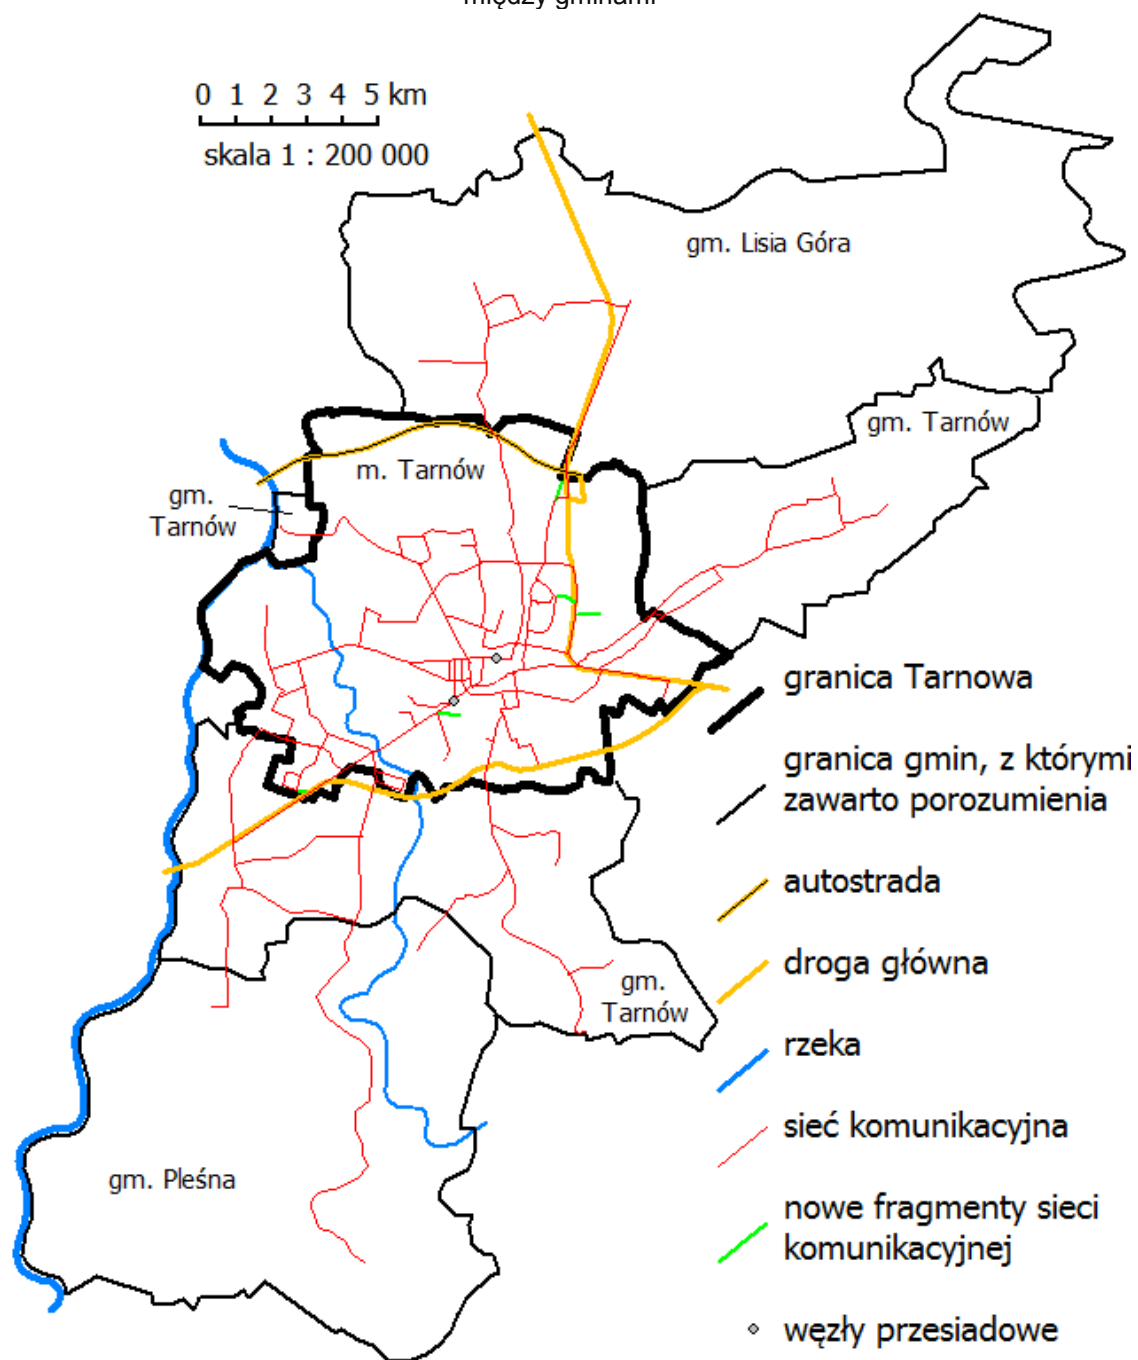 między gminami
0 1 2 3 4 5 km
skala 1 : 200 000
gm. Lisia Góra
gm. Tarnów
m. Tarnów
gm.
Tarnów
granica Tarnowa
granica gmin, z którymi
zawarto porozumienia
autostrada
droga główna
gm.
Tarnów
rzeka
sieć komunikacyjna
gm. Pleśna
nowe fragmenty sieci
komunikacyjnej
węzły przesiadowe